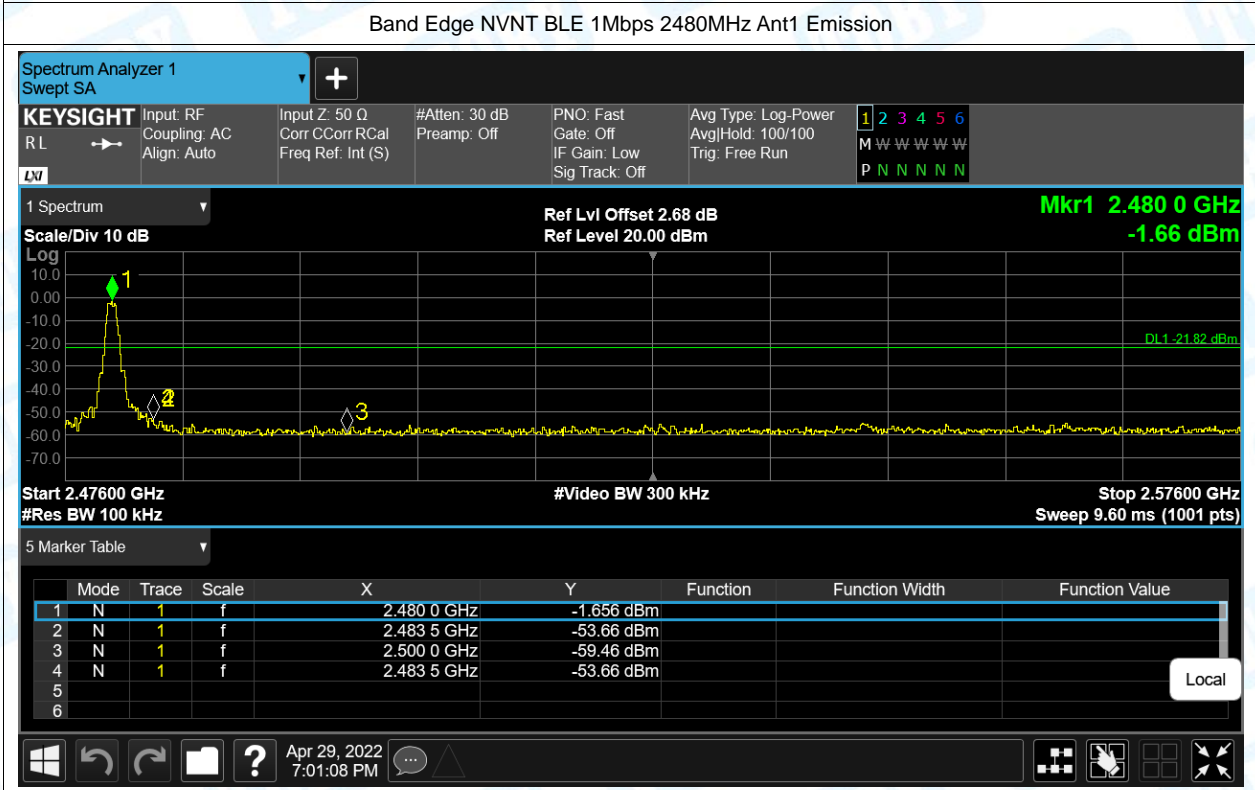 Band Edge NVNT BLE 1Mbps 2480MHz Ant1 Emission
Spectrum Analyzer 1
Swept SA
+
KEYSIGHT
RL
LXI
Input: RF
Coupling: AC
Align: Auto
Input Z: 50 Ω
Corr CCorr RCal
Freq Ref: Int (S)
#Atten: 30 dB
Preamp: Off
PNO: Fast
Gate: Off
IF Gain: Low
Sig Track: Off
Avg Type: Log-Power
Avg|Hold: 100/100
Trig: Free Run
1 2 3 4 5 6
M W W W W W
P N N N N N
1 Spectrum
Scale/Div 10 dB
Ref Lvl Offset 2.68 dB
Ref Level 20.00 dBm
Mkr1 2.480 0 GHz
-1.66 dBm
Log
10.0
0.00
-10.0
-20.0
-30.0
-40.0
-50.0
-60.0
-70.0
1
3
DL1 -21.82 dBm
Start 2.47600 GHz
#Res BW 100 kHz
#Video BW 300 kHz
Stop 2.57600 GHz
Sweep 9.60 ms (1001 pts)
5 Marker Table
Mode Trace Scale X Y Function Function Width Function Value
1 N 1 f 2.480 0 GHz -1.656 dBm
2 N 1 f 2.483 5 GHz -53.66 dBm
3 N 1 f 2.500 0 GHz -59.46 dBm
4 N 1 f 2.483 5 GHz -53.66 dBm
5
6
Local
?
Apr 29, 2022
7:01:08 PM